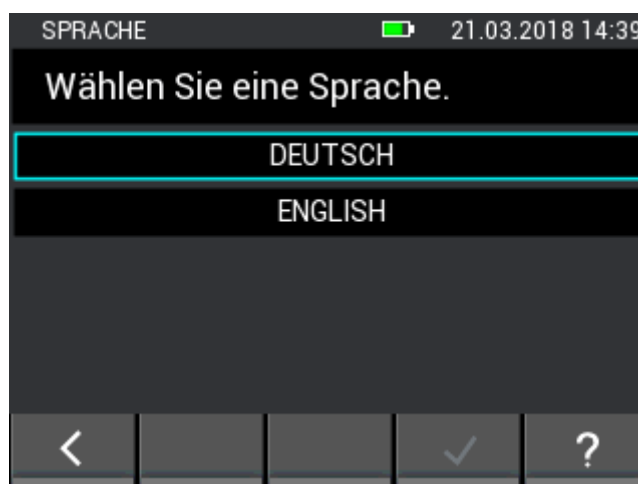 SPRACHE 21.03.2018 14:39
Wählen Sie eine Sprache.
DEUTSCH
ENGLISH
?